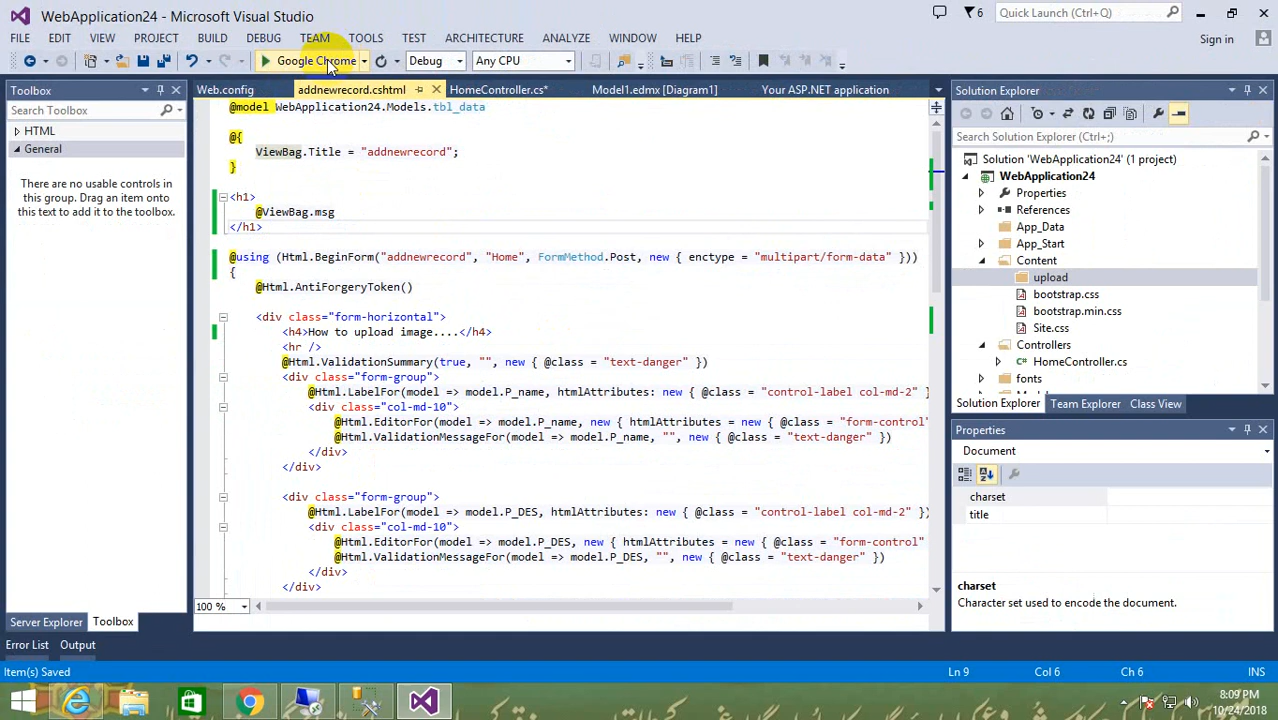 WebApplication24 - Microsoft Visual Studio
6
Quick Launch (Ctrl+Q)
FILE EDIT VIEW PROJECT BUILD DEBUG TEAM TOOLS TEST ARCHITECTURE ANALYZE WINDOW HELP
Sign in
Google Chrome
Debug
Any CPU
Toolbox
Search Toolbox
HTML
General
There are no usable controls in
this group. Drag an item onto
this text to add it to the toolbox.
Server Explorer Toolbox
Web.config addnewrecord.cshtml HomeController.cs* Model1.edmx [Diagram1] Your ASP.NET application
@model WebApplication24.Models.tbl_data
@{
ViewBag.Title = "addnewrecord";
}
<h1>
@ViewBag.msg
</h1>
@using (Html.BeginForm("addnewrecord", "Home", FormMethod.Post, new { enctype = "multipart/form-data" }))
{
@Html.AntiForgeryToken()
<div class="form-horizontal">
<h4>How to upload image....</h4>
<hr />
@Html.ValidationSummary(true, "", new { @class = "text-danger" })
<div class="form-group">
@Html.LabelFor(model => model.P_name, htmlAttributes: new { @class = "control-label col-md-2" }
<div class="col-md-10">
@Html.EditorFor(model => model.P_name, new { htmlAttributes = new { @class = "form-control"
@Html.ValidationMessageFor(model => model.P_name, "", new { @class = "text-danger" })
</div>
</div>
<div class="form-group">
@Html.LabelFor(model => model.P_DES, htmlAttributes: new { @class = "control-label col-md-2" }
<div class="col-md-10">
@Html.EditorFor(model => model.P_DES, new { htmlAttributes = new { @class = "form-control"
@Html.ValidationMessageFor(model => model.P_DES, "", new { @class = "text-danger" })
</div>
</div>
100 %
Solution Explorer
Search Solution Explorer (Ctrl+;)
Solution 'WebApplication24' (1 project)
WebApplication24
Properties
References
App_Data
App_Start
Content
upload
bootstrap.css
bootstrap.min.css
Site.css
Controllers
HomeController.cs
fonts
Solution Explorer Team Explorer Class View
Properties
Document
charset
title
charset
Character set used to encode the document.
Error List Output
Item(s) Saved
Ln 9
Col 6
Ch 6
INS
8:09 PM
10/24/2018